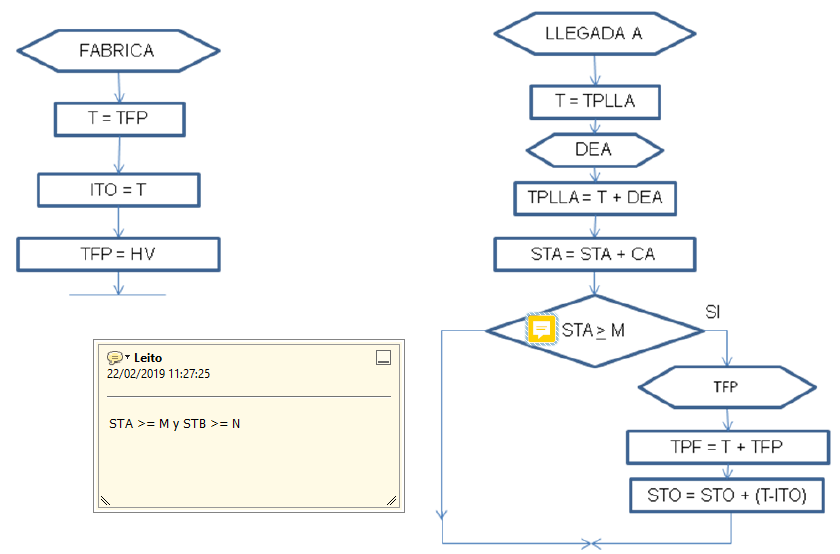 FABRICA
T = TFP
ITO = T
TFP = HV
LLEGADA A
T = TPLLA
DEA
TPLLA = T + DEA
STA = STA + CA
STA ≥ M
SI
TFP
TPF = T + TFP
STO = STO + (T-ITO)
Leito
22/02/2019 11:27:25
STA >= M y STB >= N